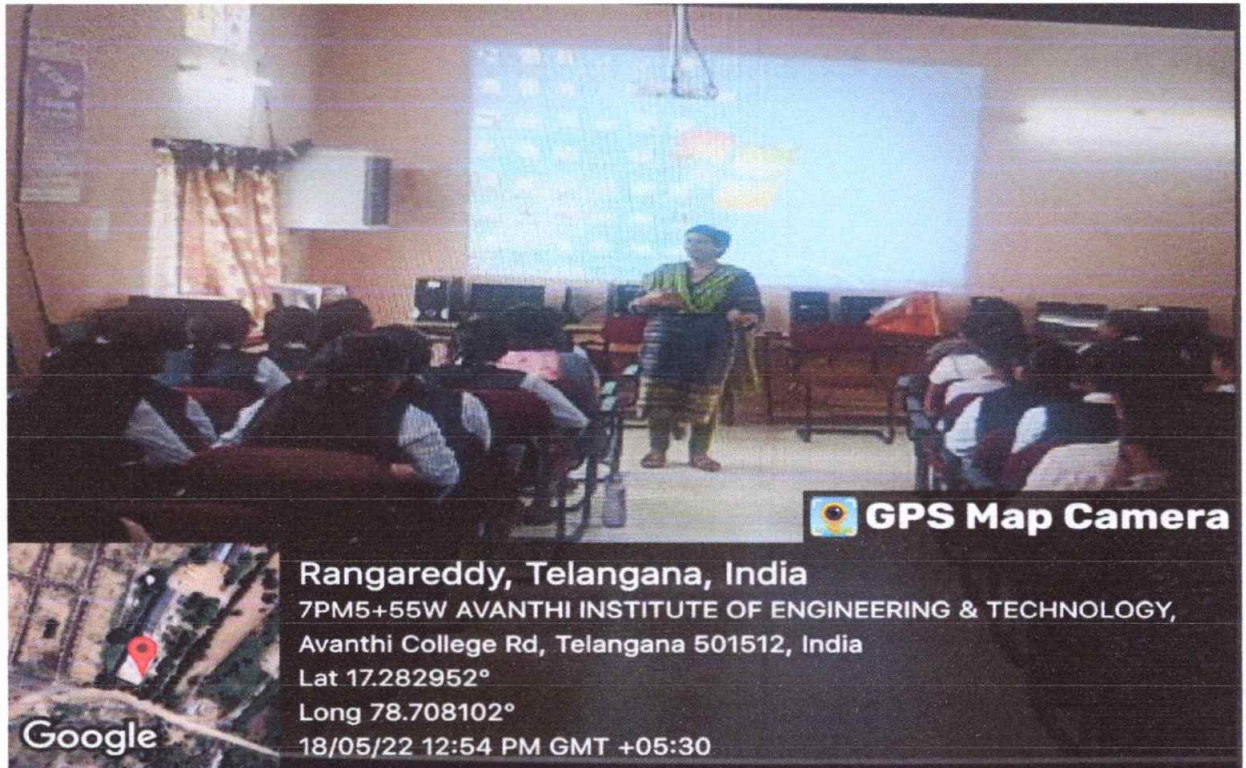 GPS Map Camera
Rangareddy, Telangana, India
7PM5+55W AVANTHI INSTITUTE OF ENGINEERING & TECHNOLOGY,
Avanthi College Rd, Telangana 501512, India
Lat 17.282952°
Long 78.708102°
18/05/22 12:54 PM GMT +05:30
Google